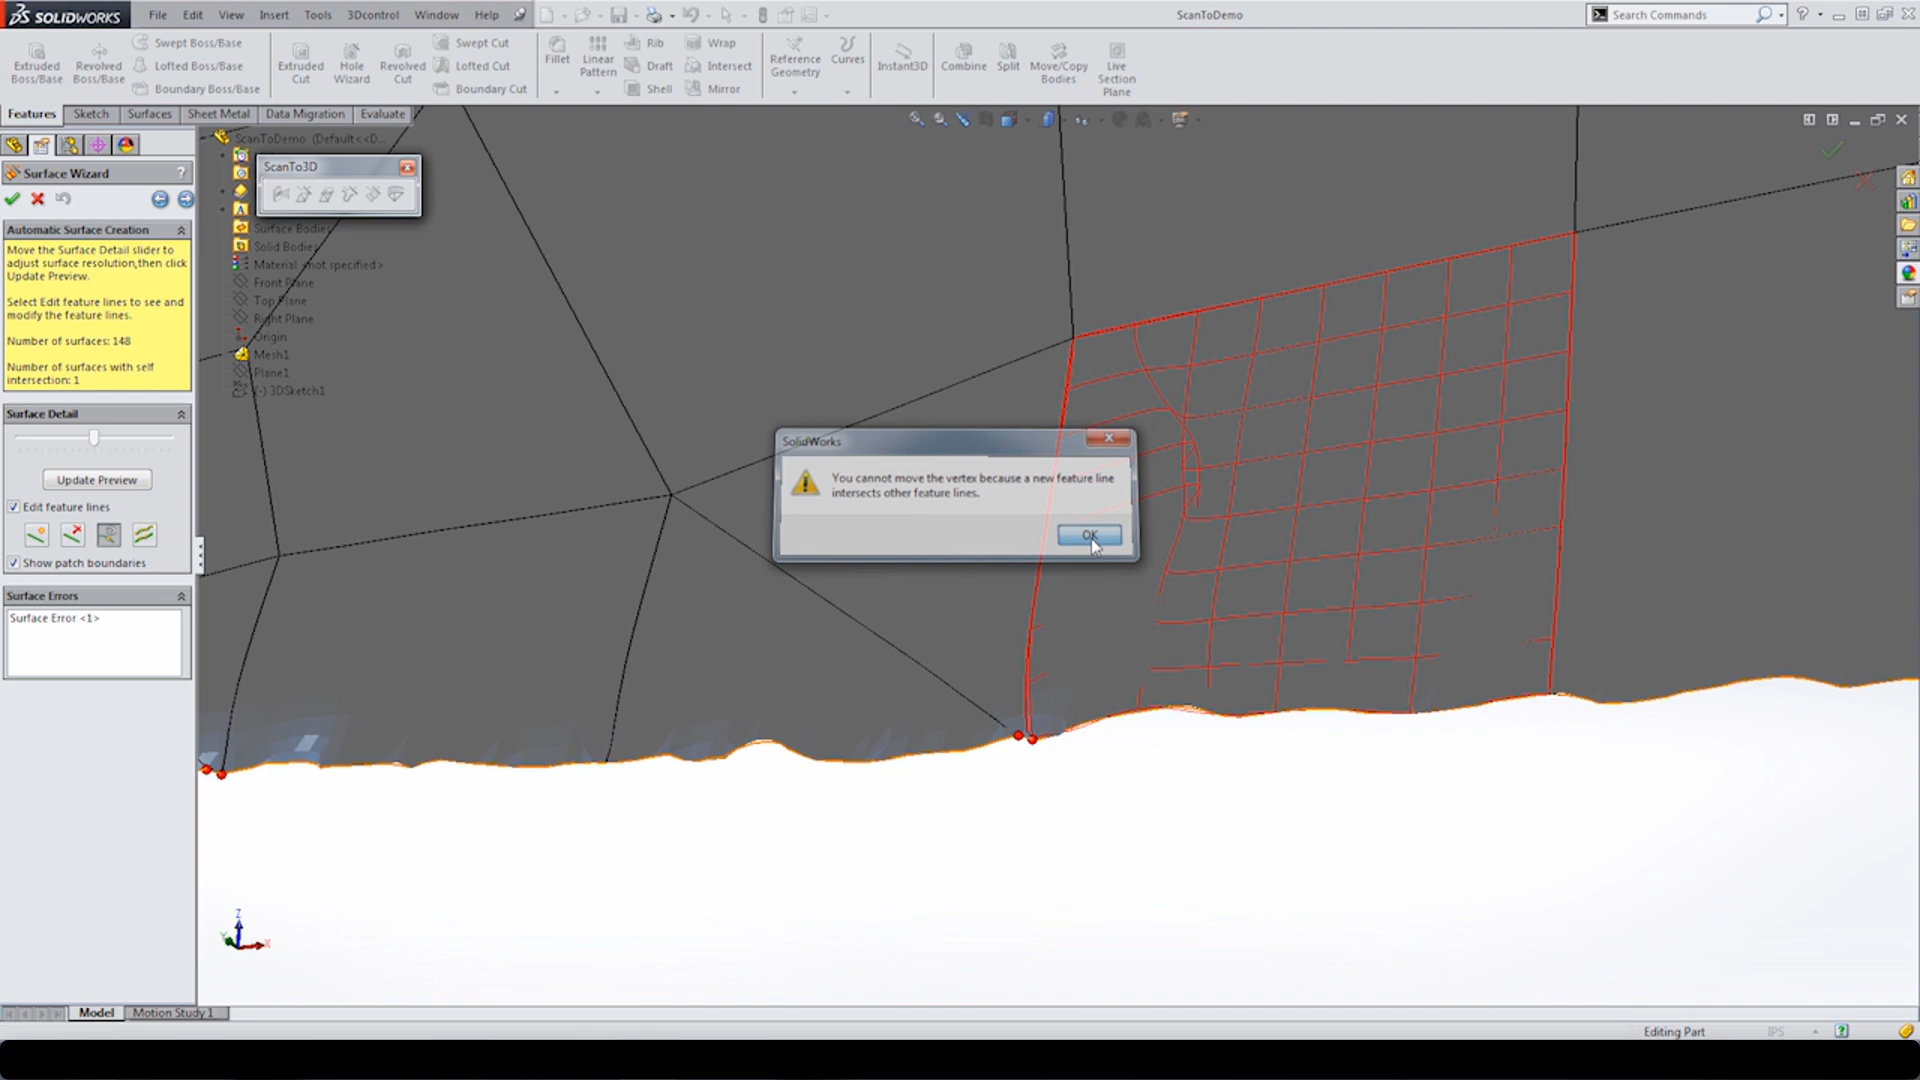 SOLIDWORKS File Edit View Insert Tools 3Dcontrol Window Help ScanToDemo Search Commands
Extruded Boss/Base
Revolved Boss/Base
Swept Boss/Base
Lofted Boss/Base
Boundary Boss/Base
Extruded Cut
Hole Wizard
Revolved Cut
Swept Cut
Lofted Cut
Boundary Cut
Fillet
Linear Pattern
Rib
Draft
Shell
Wrap
Intersect
Mirror
Reference Geometry
Curves
Instant3D
Combine
Split
Move/Copy Bodies
Live Section Plane
Features Sketch Surfaces Sheet Metal Data Migration Evaluate
Surface Wizard ?
Automatic Surface Creation
Move the Surface Detail slider to
adjust surface resolution,then click
Update Preview.
Select Edit feature lines to see and
modify the feature lines.
Number of surfaces: 148
Number of surfaces with self
intersection: 1
Surface Detail
Update Preview
Edit feature lines
Show patch boundaries
Surface Errors
Surface Error <1>
ScanToDemo (Default<<D...
ScanTo3D
Surface Bodies
Solid Bodies
Material <not specified>
Front Plane
Top Plane
Right Plane
Origin
Mesh1
Plane1
(-) 3DSketch1
SolidWorks
You cannot move the vertex because a new feature line
intersects other feature lines.
OK
Z
Y
X
Model Motion Study 1
Editing Part IPS